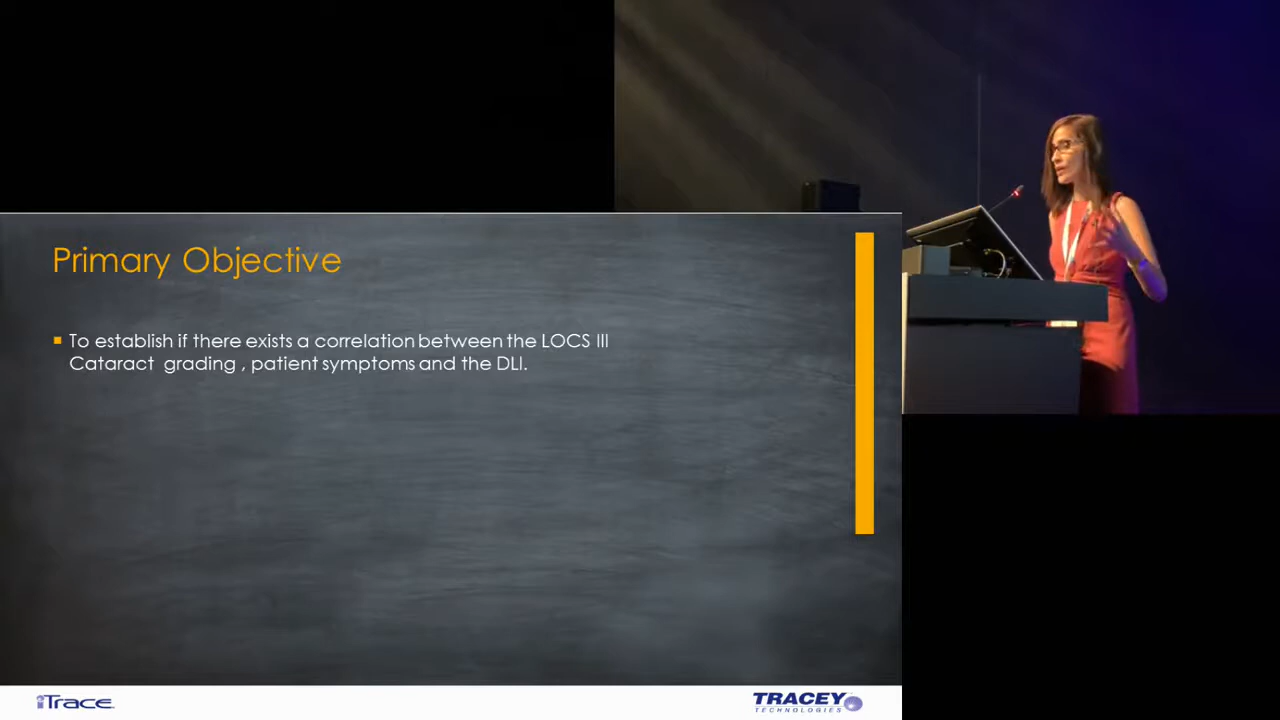 Primary Objective
To establish if there exists a correlation between the LOCS III
Cataract grading , patient symptoms and the DLI.
iTrace
TRACEY
TECHNOLOGIES